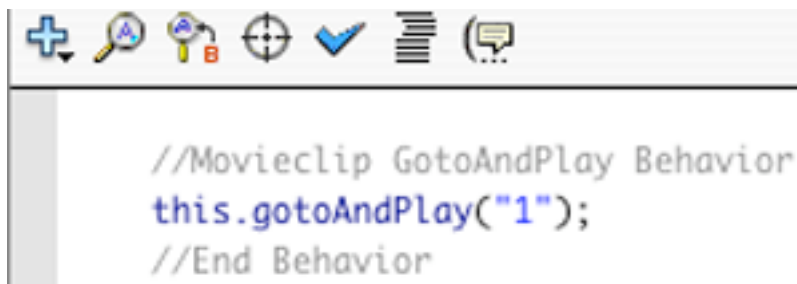 //Movieclip GotoAndPlay Behavior
this.gotoAndPlay("1");
//End Behavior